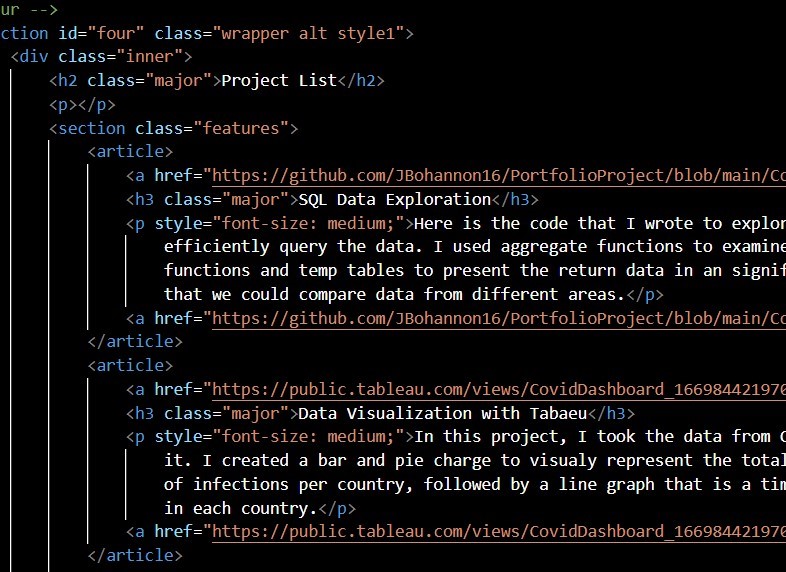 ur -->
ction id="four" class="wrapper alt style1">
<div class="inner">
<h2 class="major">Project List</h2>
<p></p>
<section class="features">
<article>
<a href="https://github.com/JBohannon16/PortfolioProject/blob/main/Co
<h3 class="major">SQL Data Exploration</h3>
<p style="font-size: medium;">Here is the code that I wrote to explor
efficiently query the data. I used aggregate functions to examine
functions and temp tables to present the return data in an signif
that we could compare data from different areas.</p>
<a href="https://github.com/JBohannon16/PortfolioProject/blob/main/Co
</article>
<article>
<a href="https://public.tableau.com/views/CovidDashboard_166984421970
<h3 class="major">Data Visualization with Tabaeu</h3>
<p style="font-size: medium;">In this project, I took the data from C
it. I created a bar and pie charge to visualy represent the total
of infections per country, followed by a line graph that is a tim
in each country.</p>
<a href="https://public.tableau.com/views/CovidDashboard_166984421970
</article>